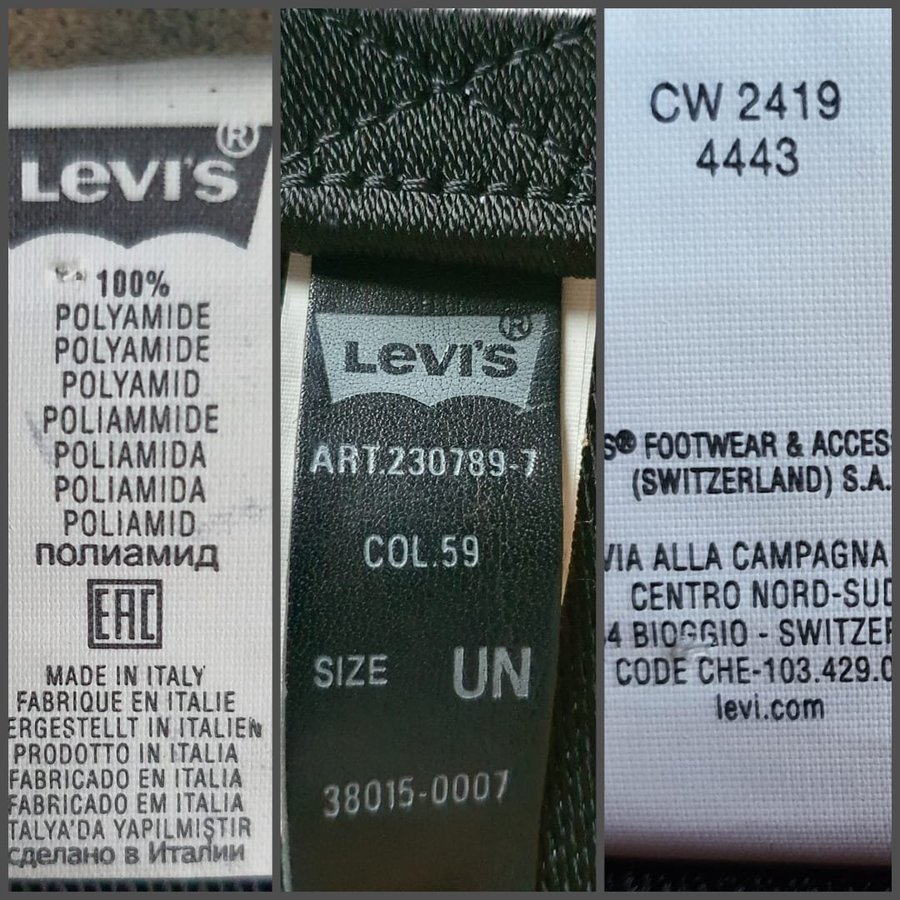 Levi's®
100%
POLYAMIDE
POLYAMIDE
POLYAMID
POLIAMMIDE
POLIAMIDA
POLIAMIDA
POLIAMID
полиамид
EAC
MADE IN ITALY
FABRIQUE EN ITALIE
ERGESTELLT IN ITALIEN
PRODOTTO IN ITALIA
FABRICADO EN ITALIA
FABRICADO EM ITALIA
TALYA'DA YAPILMIŞTIR
сделано в Италии
Levi's®
ART.230789-7
COL.59
SIZE UN
38015-0007
CW 2419
4443
S® FOOTWEAR & ACCES
(SWITZERLAND) S.A.
VIA ALLA CAMPAGNA
CENTRO NORD-SUD
4 BIOGGIO - SWITZER
CODE CHE-103.429.0
levi.com